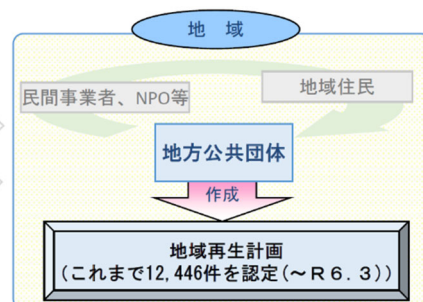 地　域
民間事業者、NPO等
地域住民
地方公共団体
作成
地域再生計画
（これまで12,446件を認定（～Ｒ６．３））